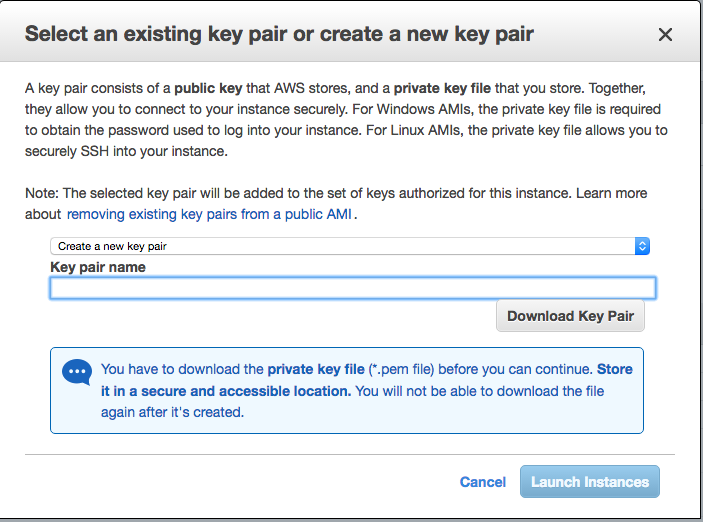 Select an existing key pair or create a new key pair
A key pair consists of a public key that AWS stores, and a private key file that you store. Together,
they allow you to connect to your instance securely. For Windows AMIs, the private key file is required
to obtain the password used to log into your instance. For Linux AMIs, the private key file allows you to
securely SSH into your instance.
Note: The selected key pair will be added to the set of keys authorized for this instance. Learn more
about removing existing key pairs from a public AMI.
Create a new key pair
Key pair name
Download Key Pair
You have to download the private key file (*.pem file) before you can continue. Store
it in a secure and accessible location. You will not be able to download the file
again after it's created.
Cancel Launch Instances